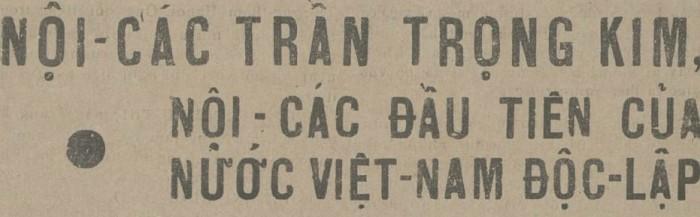 NỘI-CÁC TRẦN TRỌNG KIM,
NỘI-CÁC ĐẦU TIÊN CỦA
NƯỚC VIỆT-NAM ĐỘC-LẬP